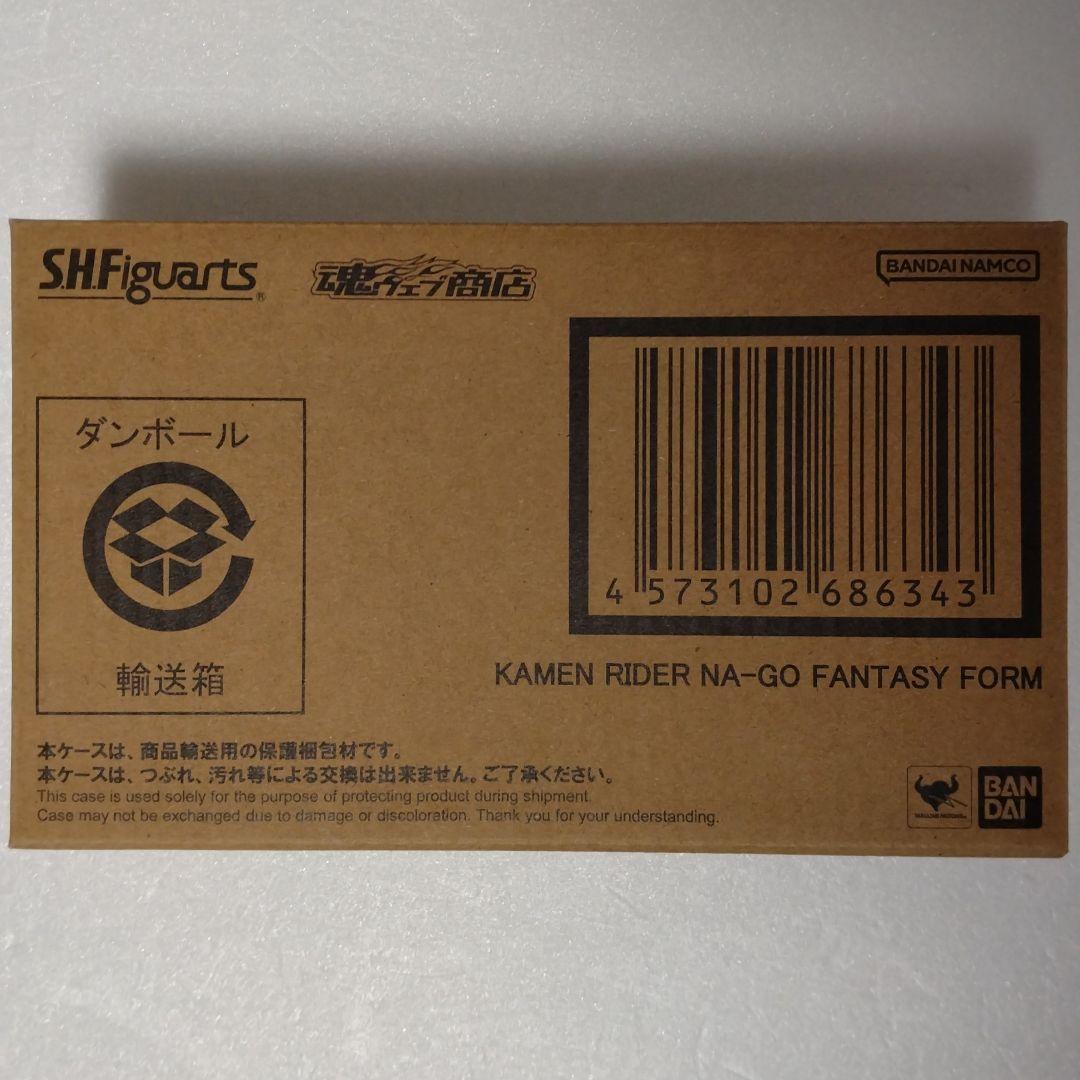 S.H.Figuarts®
魂ウェブ商店
BANDAI NAMCO
ダンボール
輸送箱
4 573102 686343
KAMEN RIDER NA-GO FANTASY FORM
本ケースは、商品輸送用の保護梱包材です。
本ケースは、つぶれ、汚れ等による交換は出来ません。ご了承ください。
This case is used solely for the purpose of protecting product during shipment.
Case may not be exchanged due to damage or discoloration. Thank you for your understanding.
BAN
DAI